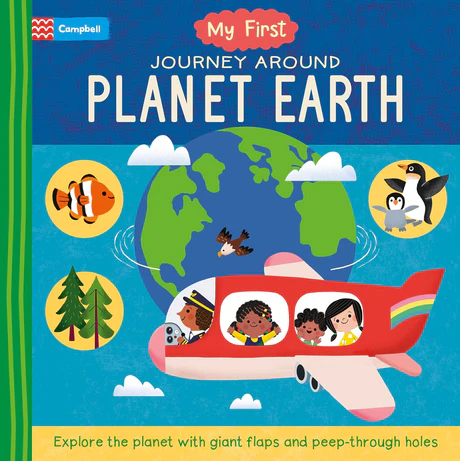 Campbell
My First
JOURNEY AROUND
PLANET EARTH
Explore the planet with giant flaps and peep-through holes